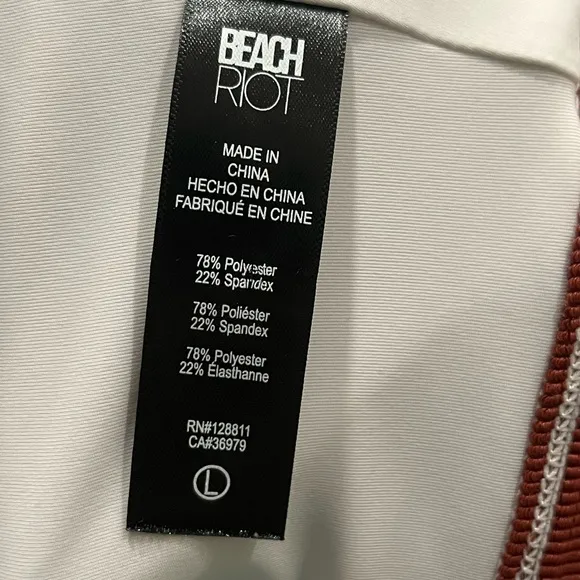 BEACH
RIOT
MADE IN
CHINA
HECHO EN CHINA
FABRIQUÉ EN CHINE
78% Polyester
22% Spandex
78% Poliéster
22% Spandex
78% Polyester
22% Élasthanne
RN#128811
CA#36979
L